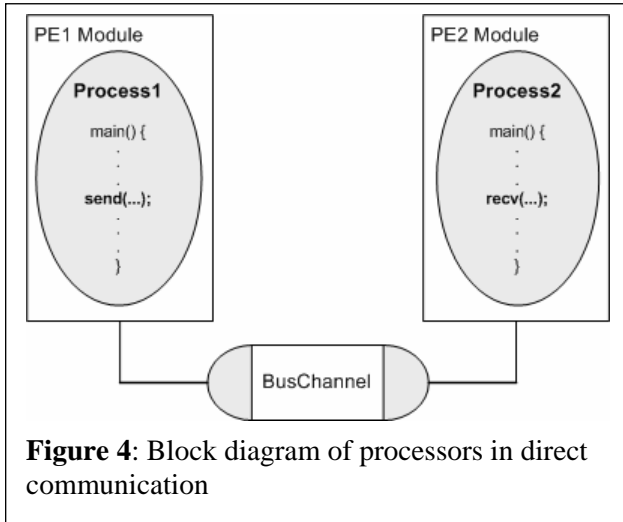 PE1 Module
Process1
main() {
.
.
.
send(...);
.
.
.
}
PE2 Module
Process2
main() {
.
.
.
recv(...);
.
.
.
}
BusChannel
Figure 4: Block diagram of processors in direct
communication